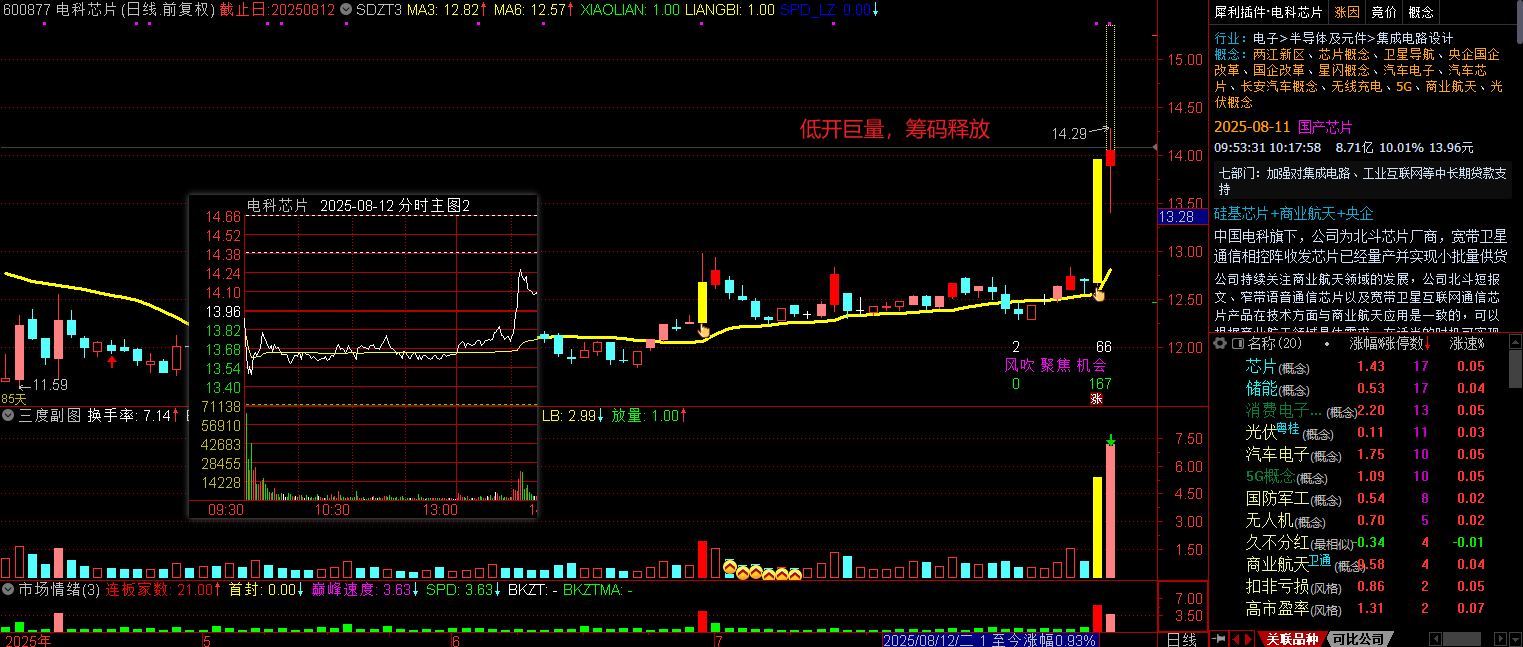 600877 电科芯片(日线.前复权) 截止日:20250812 SDZT3 MA3: 12.82↑ MA6: 12.57↑ XIAOLIAN: 1.00 LIANGBI: 1.00 SPD_LZ: 0.00↓
15.00
14.50
低开巨量，筹码释放
14.29
14.00
13.50
13.28
13.00
12.50
12.00
电科芯片 2025-08-12 分时主图2
14.66
14.52
14.38
14.24
14.10
13.96
13.82
13.68
13.54
13.40
71138
56910
42683
28455
14228
09:30 10:30 13:00
11.59
85天
2 66
风吹 聚焦 机会
0 167
涨
三度副图 换手率: 7.14↑
LB: 2.99↓ 放量: 1.00↑
7.50
6.00
4.50
3.00
1.50
市场情绪(3) 连板家数: 21.00↑ 首封: 0.00↓ 巅峰速度: 3.63↓ SPD: 3.63↓ BKZT: - BKZTMA: -
7.00
3.50
2025年 5 6 7 2025/08/12/二 1 至今涨幅0.93% 日线
犀利插件·电科芯片 涨因 竞价 概念
行业: 电子>半导体及元件>集成电路设计
概念: 两江新区、芯片概念、卫星导航、央企国企
改革、国企改革、星闪概念、汽车电子、汽车芯
片、长安汽车概念、无线充电、5G、商业航天、光
伏概念
2025-08-11 国产芯片
09:53:31 10:17:58 8.71亿 10.01% 13.96元
七部门：加强对集成电路、工业互联网等中长期贷款支
持
硅基芯片+商业航天+央企
中国电科旗下，公司为北斗芯片厂商，宽带卫星
通信相控阵收发芯片已经量产并实现小批量供货
公司持续关注商业航天领域的发展，公司北斗短报
文、窄带语音通信芯片以及宽带卫星互联网通信芯
片产品在技术方面与商业航天应用是一致的，可以
名称(20) 涨幅% 涨停数↓ 涨速%
芯片(概念) 1.43 17 0.05
储能(概念) 0.53 17 0.04
消费电子…(概念) 2.20 13 0.05
光伏粤桂(概念) 0.11 11 0.03
汽车电子(概念) 1.75 10 0.05
5G概念(概念) 1.09 10 0.05
国防军工(概念) 0.54 8 0.02
无人机(概念) 0.70 5 0.02
久不分红(最相似) -0.34 4 -0.01
商业航天卫通(概念) 0.58 4 0.04
扣非亏损(风格) 0.86 2 0.05
高市盈率(风格) 1.31 2 0.07
关联品种 可比公司